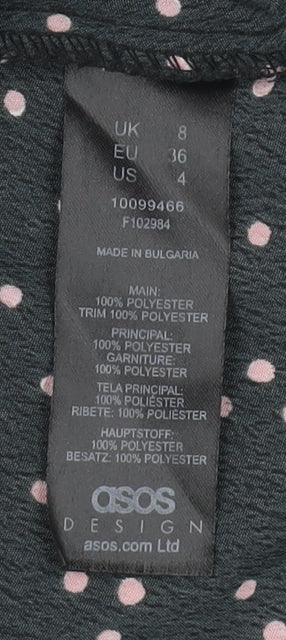 UK 8
EU 36
US 4
10099466
F102984
MADE IN BULGARIA
MAIN:
100% POLYESTER
TRIM 100% POLYESTER
PRINCIPAL:
100% POLYESTER
GARNITURE:
100% POLYESTER
TELA PRINCIPAL:
100% POLIÉSTER
RIBETE: 100% POLIÉSTER
HAUPTSTOFF:
100% POLYESTER
BESATZ: 100% POLYESTER
asos
DESIGN
asos.com Ltd